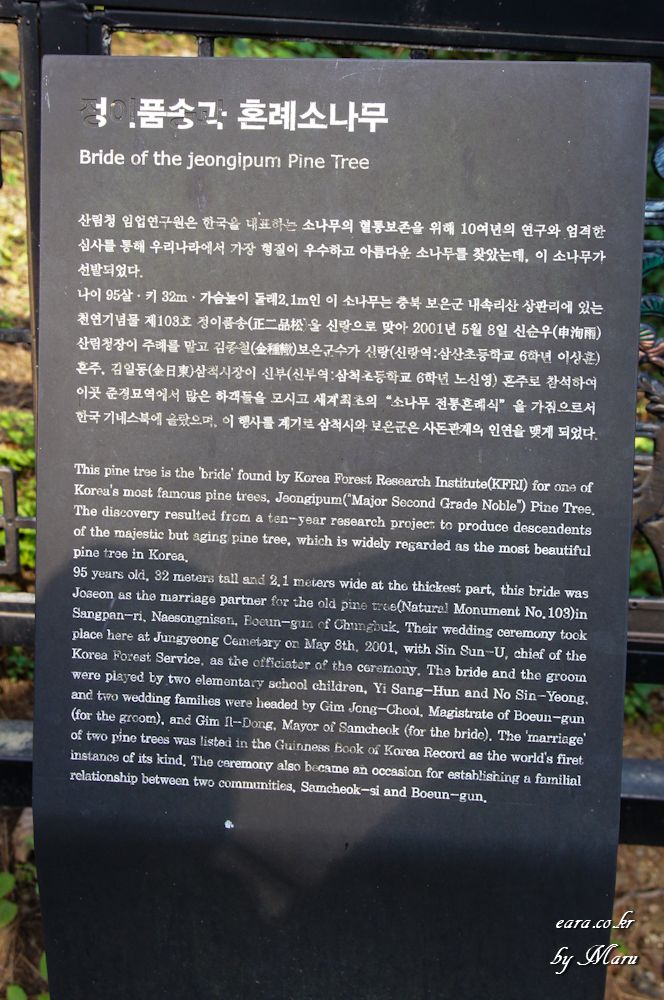 정이품송과 혼례소나무
Bride of the jeongipum Pine Tree
산림청 임업연구원은 한국을 대표하는 소나무의 혈통보존을 위해 10여년의 연구와 엄격한
심사를 통해 우리나라에서 가장 형질이 우수하고 아름다운 소나무를 찾았는데, 이 소나무가
선발되었다.
나이 95살 · 키 32m · 가슴높이 둘레2.1m인 이 소나무는 충북 보은군 내속리산 상판리에 있는
천연기념물 제103호 정이품송(正二品松)을 신랑으로 맞아 2001년 5월 8일 신순우(申洵雨)
산림청장이 주례를 맡고 김종철(金種轍)보은군수가 신랑(신랑역:삼산초등학교 6학년 이상훈)
혼주, 김일동(金日東)삼척시장이 신부(신부역:삼척초등학교 6학년 노신영) 혼주로 참석하여
이곳 준경묘역에서 많은 하객들을 모시고 세계최초의 "소나무 전통혼례식" 을 가짐으로서
한국 기네스북에 올랐으며, 이 행사를 계기로 삼척시와 보은군은 사돈관계의 인연을 맺게 되었다.
This pine tree is the 'bride' found by Korea Forest Research Institute(KFRI) for one of
Korea's most famous pine trees, Jeongipum("Major Second Grade Noble") Pine Tree.
The discovery resulted from a ten-year research project to produce descendents
of the majestic but aging pine tree, which is widely regarded as the most beautiful
pine tree in Korea.
95 years old, 32 meters tall and 2.1 meters wide at the thickest part, this bride was
Joseon as the marriage partner for the old pine tree(Natural Monument No.103)in
Sangpan-ri, Naesongnisan, Boeun-gun of Chungbuk. Their wedding ceremony took
place here at Jungyeong Cemetery on May 8th, 2001, with Sin Sun-U, chief of the
Korea Forest Service, as the officiator of the ceremony. The bride and the groom
were played by two elementary school children, Yi Sang-Hun and No Sin-Yeong,
and two wedding families were headed by Gim Jong-Cheol, Magistrate of Boeun-gun
(for the groom), and Gim Il-Dong, Mayor of Samcheok (for the bride). The 'marriage'
of two pine trees was listed in the Guinness Book of Korea Record as the world's first
instance of its kind. The ceremony also became an occasion for establishing a familial
relationship between two communities, Samcheok-si and Boeun-gun.
eara.co.kr
by Maru